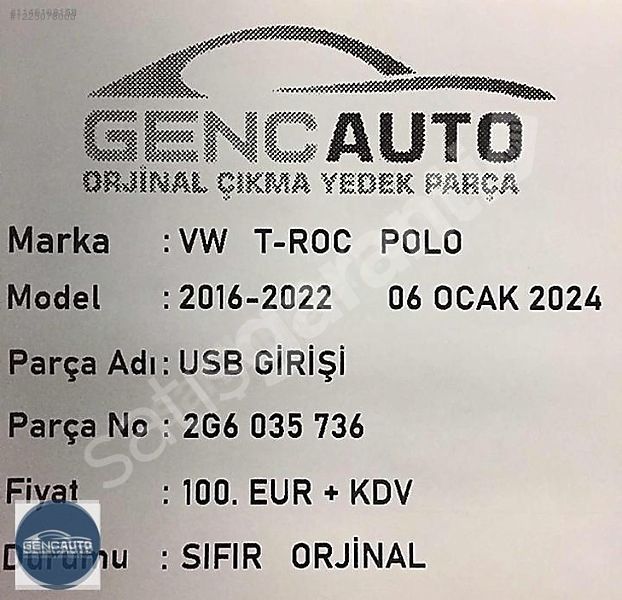 #1223078000
GENCAUTO
ORJİNAL ÇIKMA YEDEK PARÇA
Marka : VW T-ROC POLO
Model : 2016-2022 06 OCAK 2024
Parça Adı : USB GİRİŞİ
Parça No : 2G6 035 736
Fiyat : 100. EUR + KDV
Durumu : SIFIR ORJİNAL
GENCAUTO